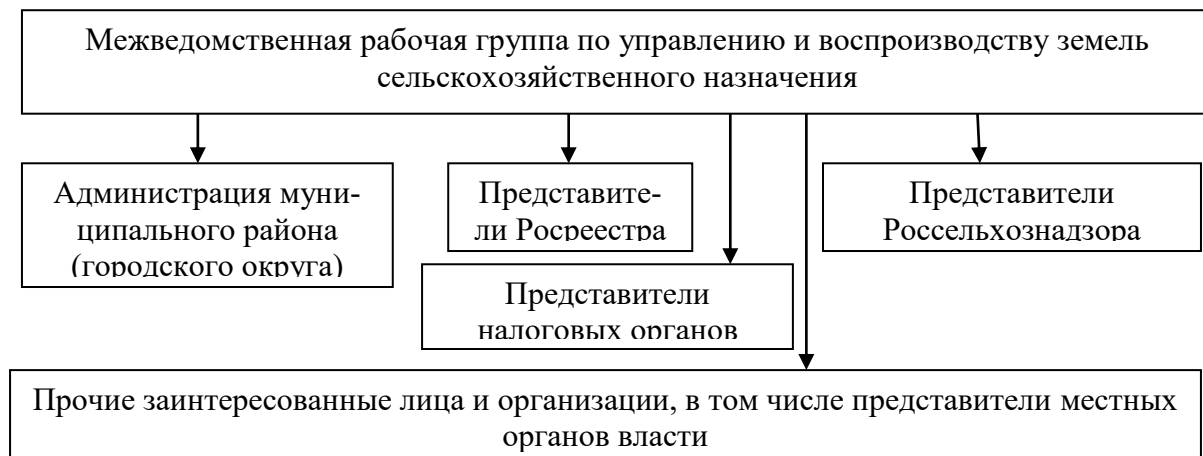 Межведомственная рабочая группа по управлению и воспроизводству земель
сельскохозяйственного назначения
Администрация муни-
ципального района
(городского округа)
Представите-
ли Росреестра
Представители
Россельхознадзора
Представители
налоговых органов
Прочие заинтересованные лица и организации, в том числе представители местных
органов власти